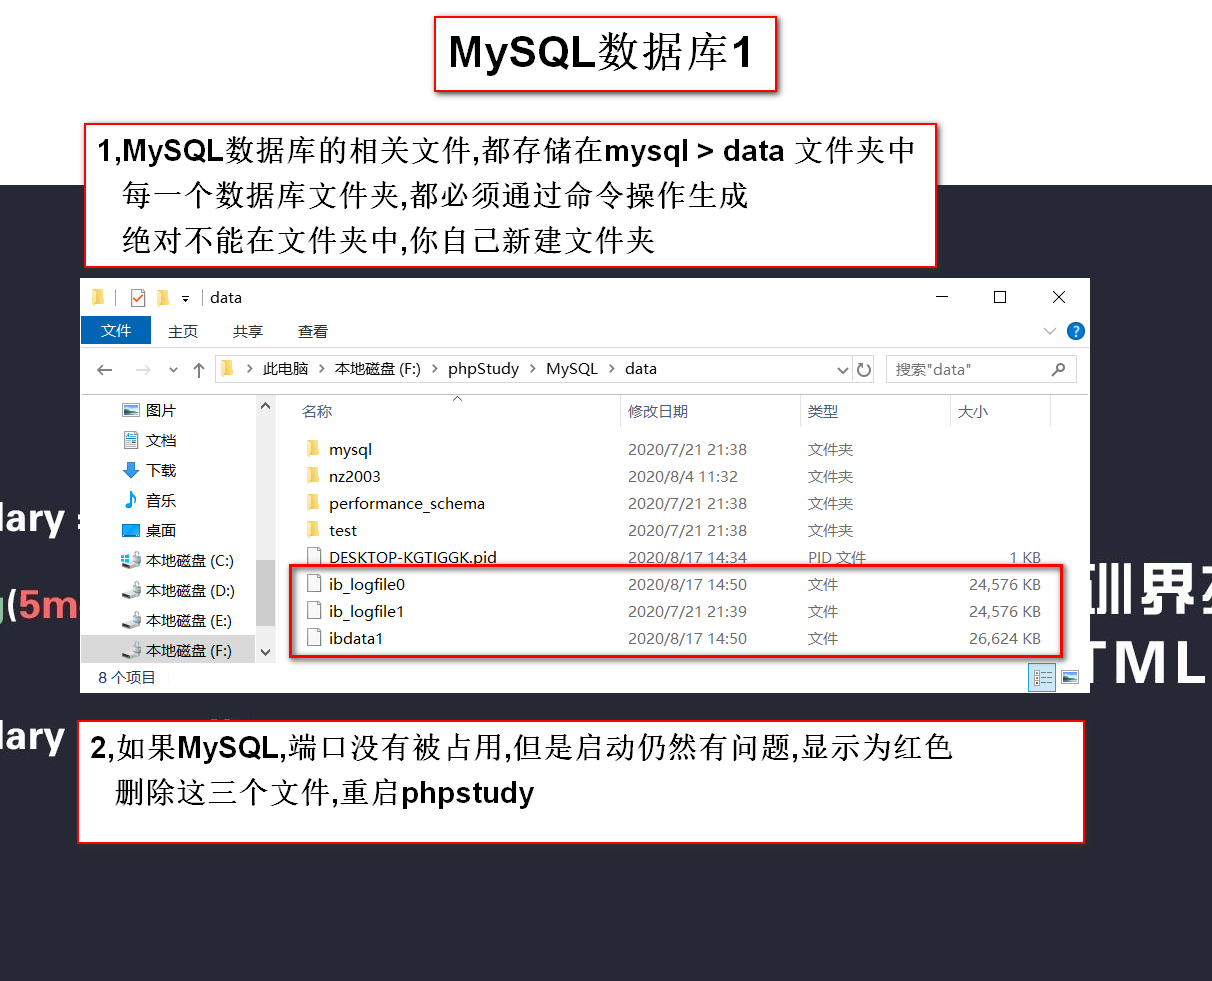 MySQL数据库1
1,MySQL数据库的相关文件,都存储在mysql > data 文件夹中
每一个数据库文件夹,都必须通过命令操作生成
绝对不能在文件夹中,你自己新建文件夹
data
文件 主页 共享 查看
此电脑 > 本地磁盘 (F:) > phpStudy > MySQL > data
搜索"data"
图片
文档
下载
音乐
桌面
本地磁盘 (C:)
本地磁盘 (D:)
本地磁盘 (E:)
本地磁盘 (F:)
名称 修改日期 类型 大小
mysql 2020/7/21 21:38 文件夹
nz2003 2020/8/4 11:32 文件夹
performance_schema 2020/7/21 21:38 文件夹
test 2020/7/21 21:38 文件夹
DESKTOP-KGTIGGK.pid 2020/8/17 14:34 PID 文件 1 KB
ib_logfile0 2020/8/17 14:50 文件 24,576 KB
ib_logfile1 2020/7/21 21:39 文件 24,576 KB
ibdata1 2020/8/17 14:50 文件 26,624 KB
8 个项目
lary =
(5m
lary
训界
TML
2,如果MySQL,端口没有被占用,但是启动仍然有问题,显示为红色
删除这三个文件,重启phpstudy